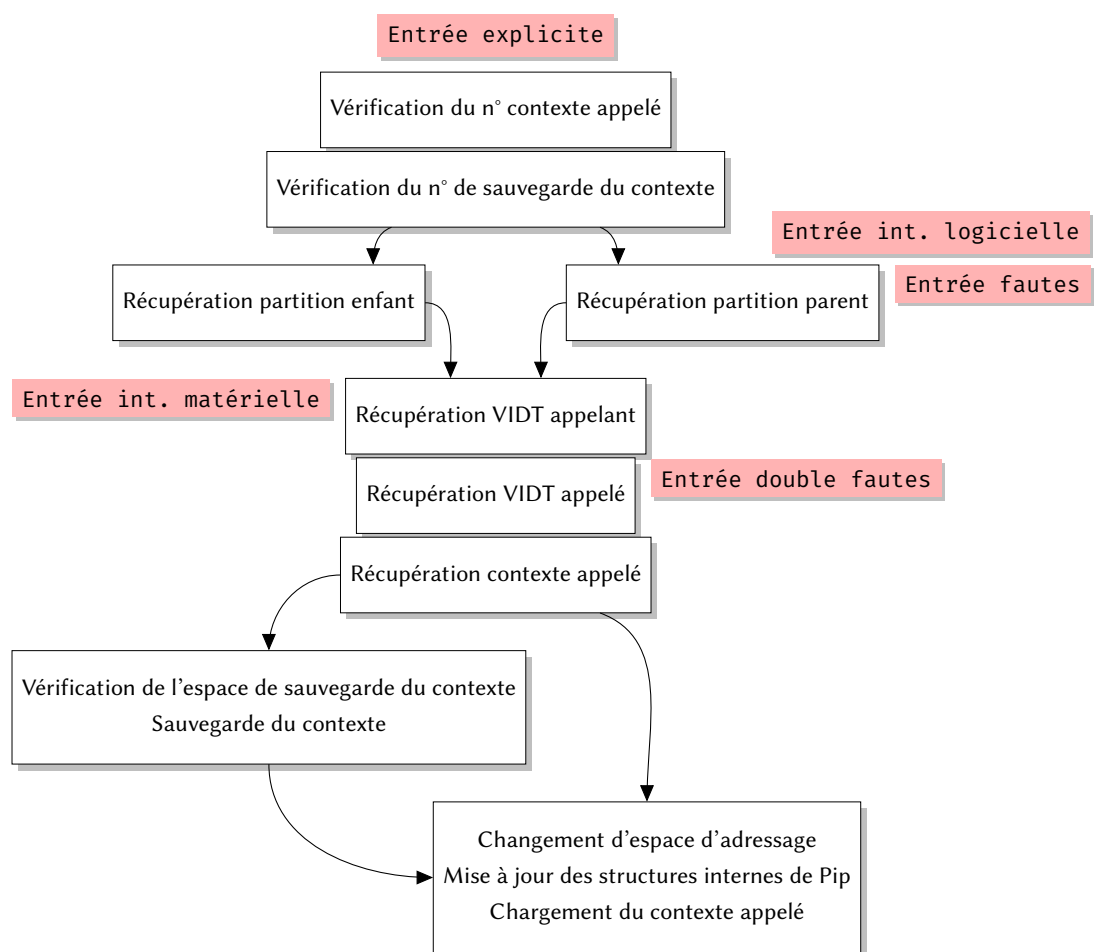 Entrée explicite
Vérification du n° contexte appelé
Vérification du n° de sauvegarde du contexte
Entrée int. logicielle
Entrée fautes
Récupération partition enfant
Récupération partition parent
Entrée int. matérielle
Récupération VIDT appelant
Récupération VIDT appelé
Entrée double fautes
Récupération contexte appelé
Vérification de l'espace de sauvegarde du contexte
Sauvegarde du contexte
Changement d'espace d'adressage
Mise à jour des structures internes de Pip
Chargement du contexte appelé